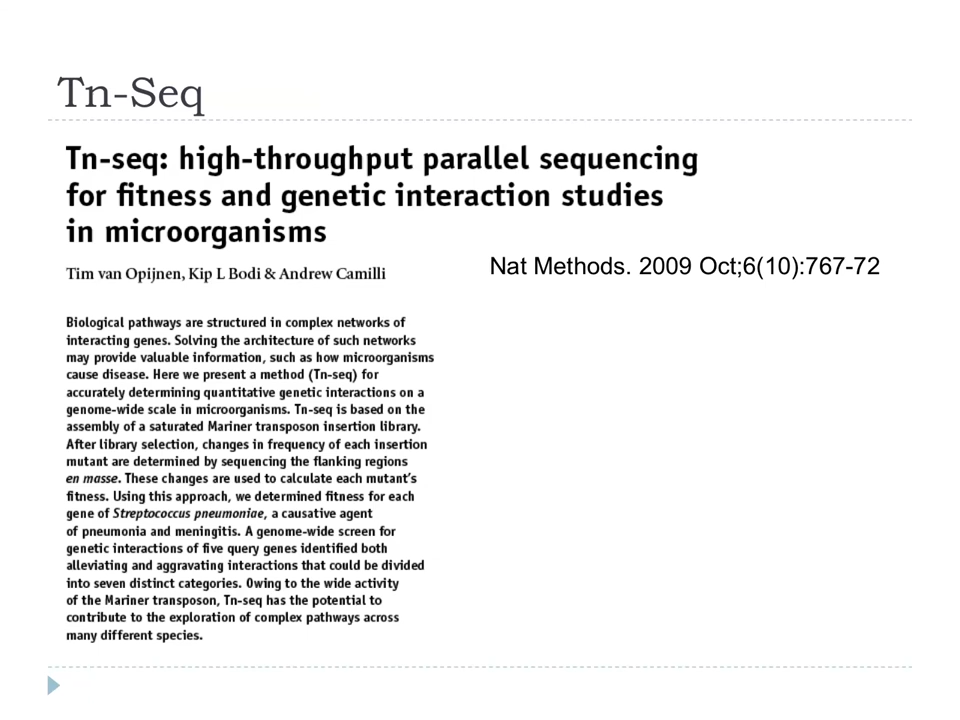 Tn-Seq
Tn-seq: high-throughput parallel sequencing
for fitness and genetic interaction studies
in microorganisms
Tim van Opijnen, Kip L Bodi & Andrew Camilli
Nat Methods. 2009 Oct;6(10):767-72
Biological pathways are structured in complex networks of
interacting genes. Solving the architecture of such networks
may provide valuable information, such as how microorganisms
cause disease. Here we present a method (Tn-seq) for
accurately determining quantitative genetic interactions on a
genome-wide scale in microorganisms. Tn-seq is based on the
assembly of a saturated Mariner transposon insertion library.
After library selection, changes in frequency of each insertion
mutant are determined by sequencing the flanking regions
en masse. These changes are used to calculate each mutant's
fitness. Using this approach, we determined fitness for each
gene of Streptococcus pneumoniae, a causative agent
of pneumonia and meningitis. A genome-wide screen for
genetic interactions of five query genes identified both
alleviating and aggravating interactions that could be divided
into seven distinct categories. Owing to the wide activity
of the Mariner transposon, Tn-seq has the potential to
contribute to the exploration of complex pathways across
many different species.